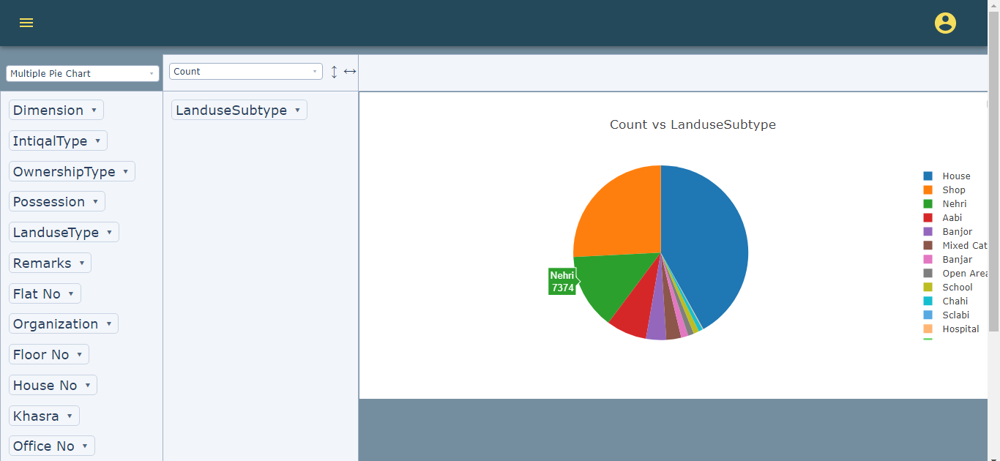 Multiple Pie Chart
Count
Dimension
IntiqalType
OwnershipType
Possession
LanduseType
Remarks
Flat No
Organization
Floor No
House No
Khasra
Office No
LanduseSubtype
Count vs LanduseSubtype
Nehri
7374
House
Shop
Nehri
Aabi
Banjor
Mixed Cat
Banjar
Open Area
School
Chahi
Sclabi
Hospital